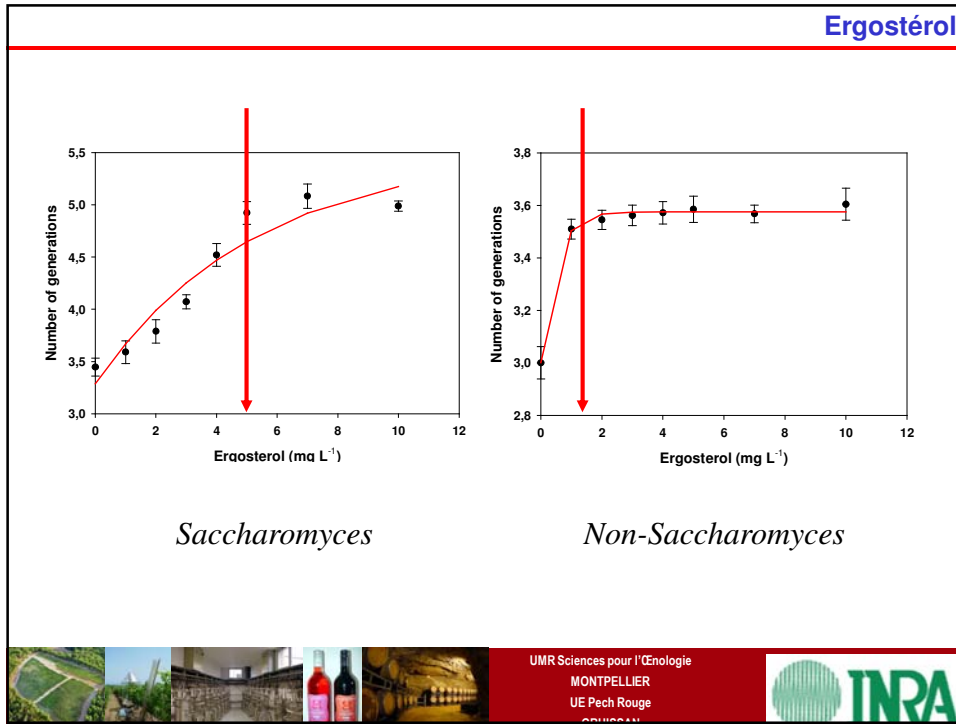 Ergostérol
5,5
5,0
4,5
4,0
3,5
3,0
Number of generations
0 2 4 6 8 10 12
Ergosterol (mg L⁻¹)
3,8
3,6
3,4
3,2
3,0
2,8
Number of generations
0 2 4 6 8 10 12
Ergosterol (mg L⁻¹)
Saccharomyces
Non-Saccharomyces
UMR Sciences pour l'Œnologie
MONTPELLIER
UE Pech Rouge
GRUISSAN
INRA